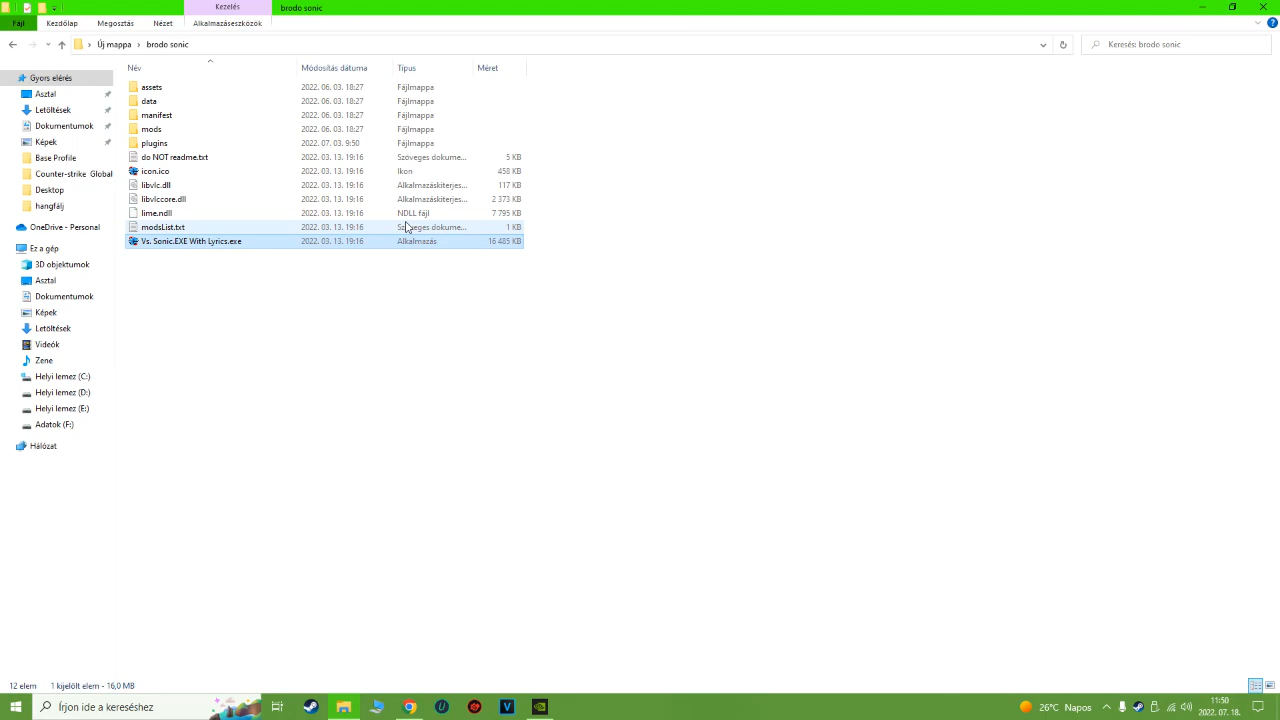 Kezelés
brodo sonic
Fájl
Kezdőlap
Megosztás
Nézet
Alkalmazáseszközök
Új mappa > brodo sonic
Keresés: brodo sonic
Név
Módosítás dátuma
Típus
Méret
assets 2022. 06. 03. 18:27 Fájlmappa
data 2022. 06. 03. 18:27 Fájlmappa
manifest 2022. 06. 03. 18:27 Fájlmappa
mods 2022. 06. 03. 18:27 Fájlmappa
plugins 2022. 07. 03. 9:50 Fájlmappa
do NOT readme.txt 2022. 03. 13. 19:16 Szöveges dokume... 5 KB
icon.ico 2022. 03. 13. 19:16 Ikon 458 KB
libvlc.dll 2022. 03. 13. 19:16 Alkalmazáskiterjes... 117 KB
libvlccore.dll 2022. 03. 13. 19:16 Alkalmazáskiterjes... 2 373 KB
lime.ndll 2022. 03. 13. 19:16 NDLL fájl 7 795 KB
modsList.txt 2022. 03. 13. 19:16 Szöveges dokume... 1 KB
Vs. Sonic.EXE With Lyrics.exe 2022. 03. 13. 19:16 Alkalmazás 16 485 KB
Gyors elérés
Asztal
Letöltések
Dokumentumok
Képek
Base Profile
Counter-strike Global
Desktop
hangfálj
OneDrive - Personal
Ez a gép
3D objektumok
Asztal
Dokumentumok
Képek
Letöltések
Videók
Zene
Helyi lemez (C:)
Helyi lemez (D:)
Helyi lemez (E:)
Adatok (F:)
Hálózat
12 elem
1 kijelölt elem - 16,0 MB
Írjon ide a kereséshez
26°C Napos
11:50
2022. 07. 18.